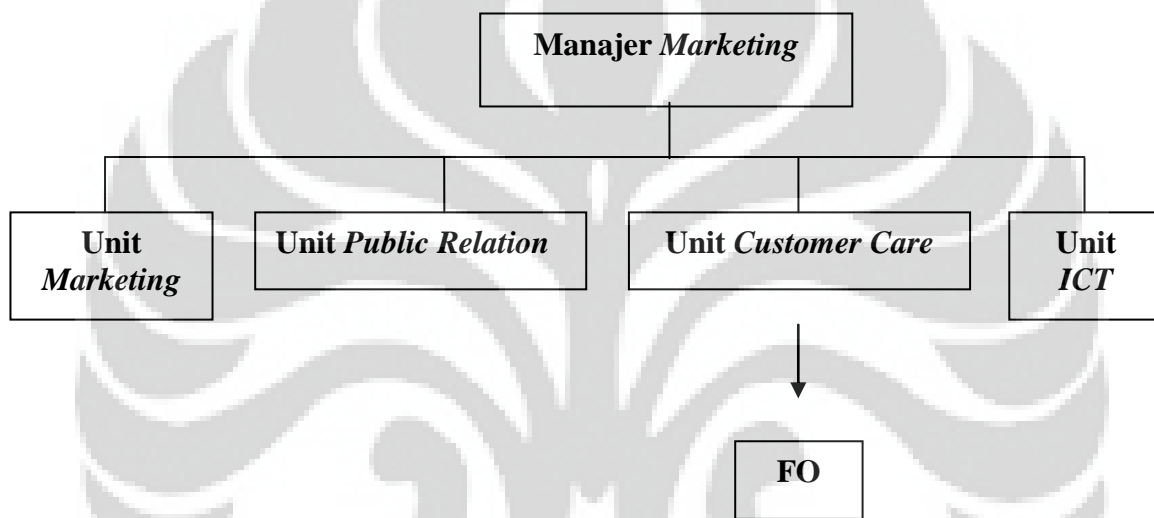 Manajer Marketing
Unit
Marketing
Unit Public Relation
Unit Customer Care
Unit
ICT
FO